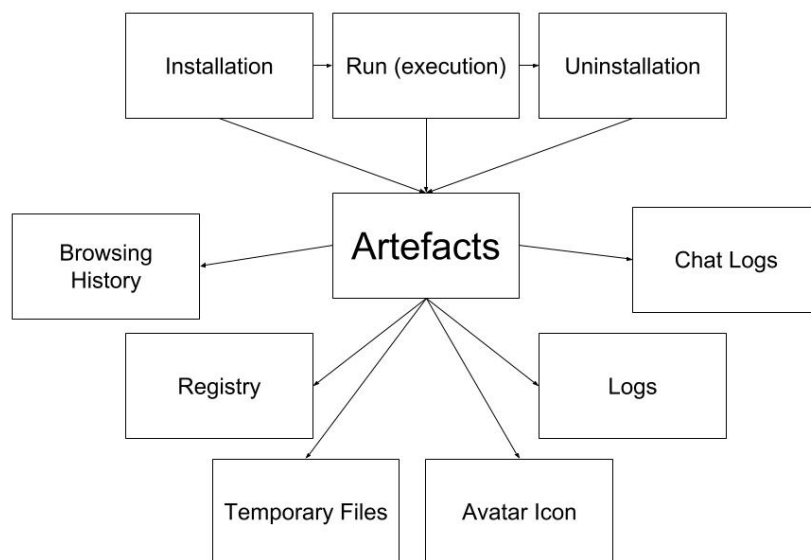 Installation
Run (execution)
Uninstallation
Artefacts
Browsing
History
Chat Logs
Registry
Logs
Temporary Files
Avatar Icon